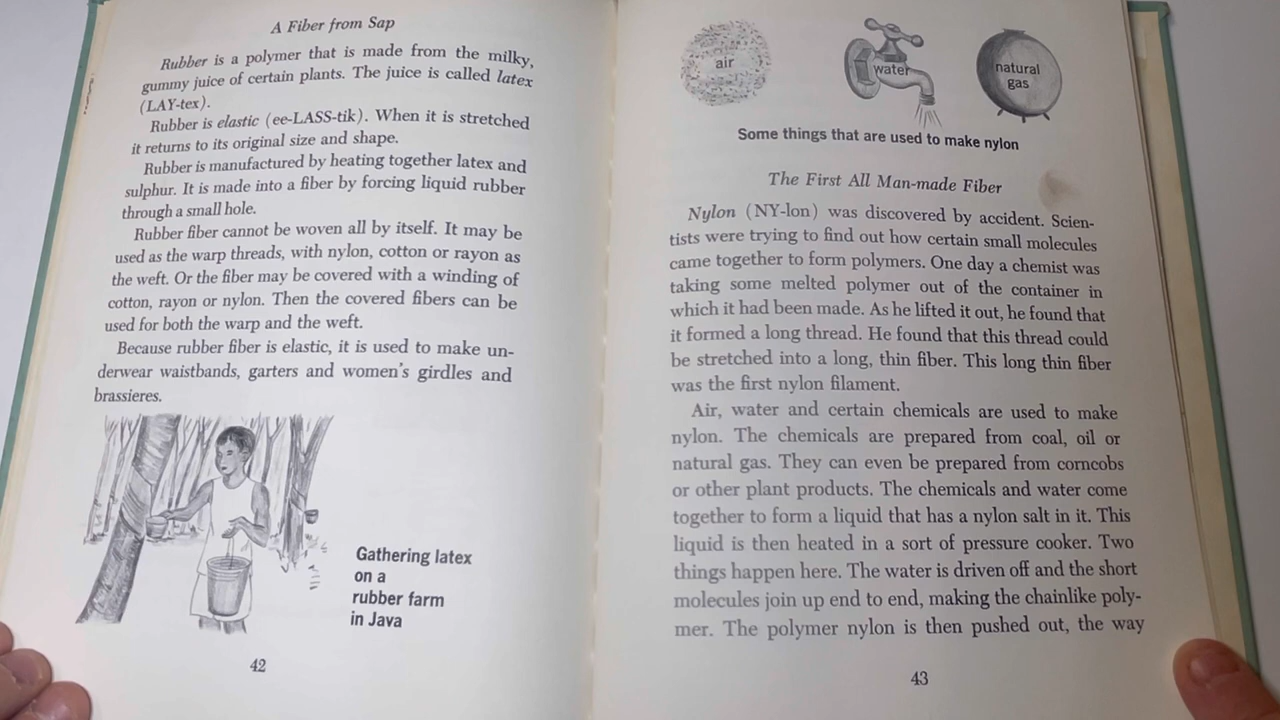 A Fiber from Sap
Rubber is a polymer that is made from the milky,
gummy juice of certain plants. The juice is called latex
(LAY-tex).
Rubber is elastic (ee-LASS-tik). When it is stretched
it returns to its original size and shape.
Rubber is manufactured by heating together latex and
sulphur. It is made into a fiber by forcing liquid rubber
through a small hole.
Rubber fiber cannot be woven all by itself. It may be
used as the warp threads, with nylon, cotton or rayon as
the weft. Or the fiber may be covered with a winding of
cotton, rayon or nylon. Then the covered fibers can be
used for both the warp and the weft.
Because rubber fiber is elastic, it is used to make un-
derwear waistbands, garters and women's girdles and
brassieres.
Gathering latex
on a
rubber farm
in Java
42
air
water
natural
gas
Some things that are used to make nylon
The First All Man-made Fiber
Nylon (NY-lon) was discovered by accident. Scien-
tists were trying to find out how certain small molecules
came together to form polymers. One day a chemist was
taking some melted polymer out of the container in
which it had been made. As he lifted it out, he found that
it formed a long thread. He found that this thread could
be stretched into a long, thin fiber. This long thin fiber
was the first nylon filament.
Air, water and certain chemicals are used to make
nylon. The chemicals are prepared from coal, oil or
natural gas. They can even be prepared from corncobs
or other plant products. The chemicals and water come
together to form a liquid that has a nylon salt in it. This
liquid is then heated in a sort of pressure cooker. Two
things happen here. The water is driven off and the short
molecules join up end to end, making the chainlike poly-
mer. The polymer nylon is then pushed out, the way
43